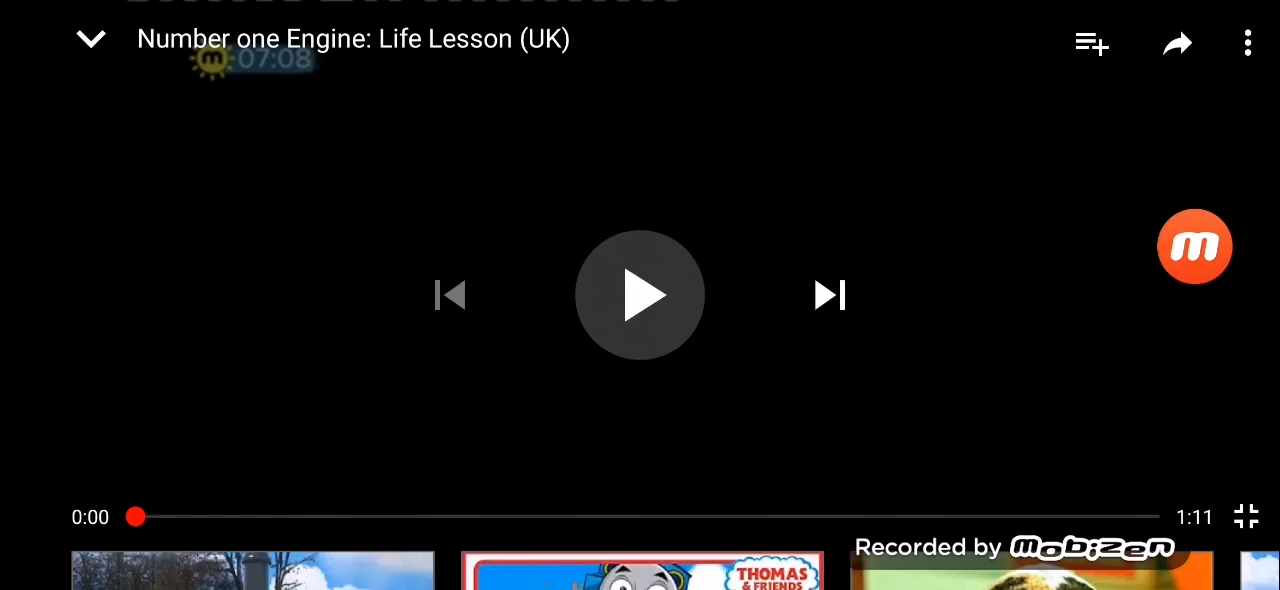 Number one Engine: Life Lesson (UK)
m 07:08
m
0:00
1:11
Recorded by mobizen
THOMAS
& FRIENDS